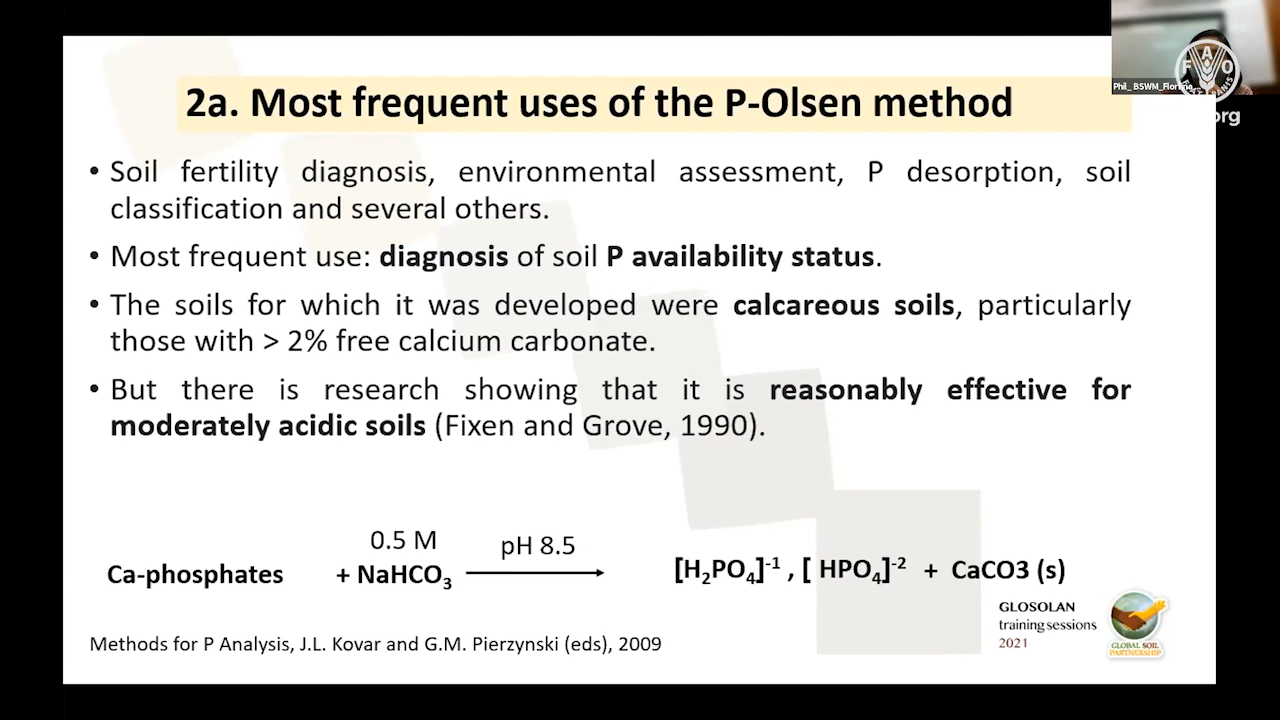 2a. Most frequent uses of the P-Olsen method
• Soil fertility diagnosis, environmental assessment, P desorption, soil
classification and several others.
• Most frequent use: diagnosis of soil P availability status.
• The soils for which it was developed were calcareous soils, particularly
those with > 2% free calcium carbonate.
• But there is research showing that it is reasonably effective for
moderately acidic soils (Fixen and Grove, 1990).
0.5 M
pH 8.5
Ca-phosphates + NaHCO₃ → [H₂PO₄]⁻¹ , [ HPO₄]⁻² + CaCO3 (s)
Methods for P Analysis, J.L. Kovar and G.M. Pierzynski (eds), 2009
GLOSOLAN
training sessions
2021
GLOBAL SOIL
PARTNERSHIP
Phil_ BSWM_
FAO
org